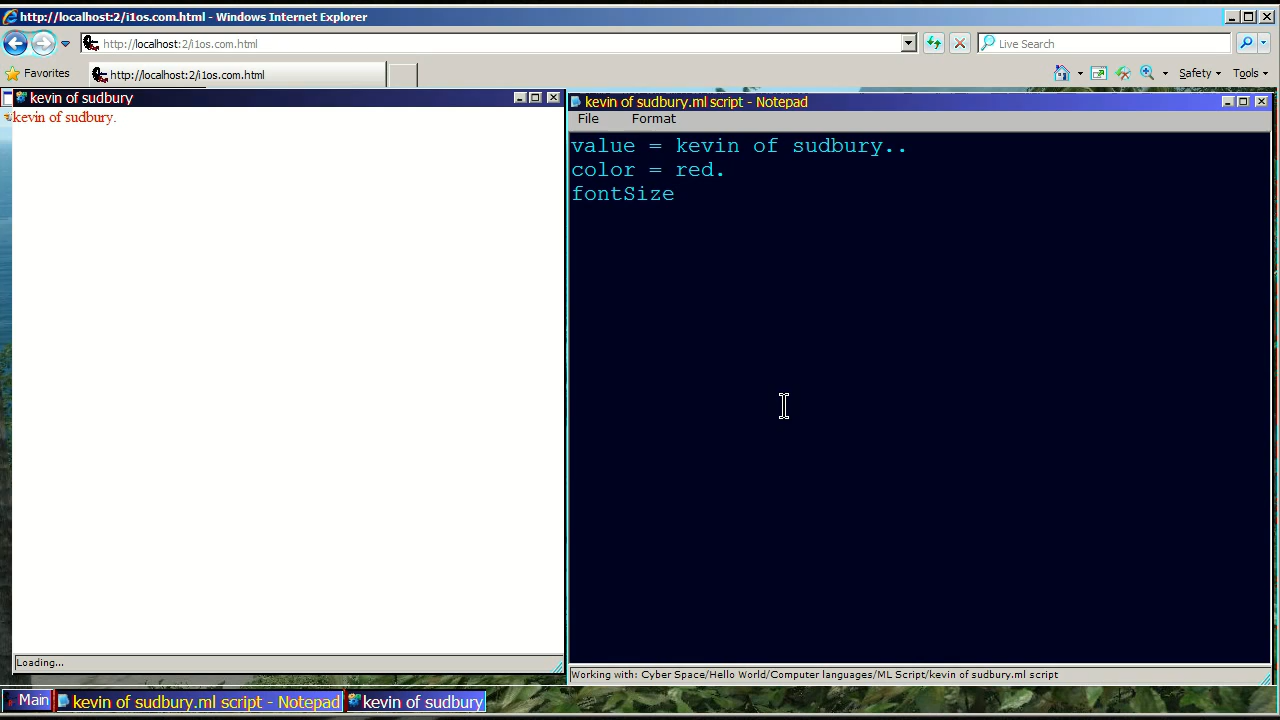 http://localhost:2/i1os.com.html - Windows Internet Explorer
http://localhost:2/i1os.com.html
Live Search
Favorites
http://localhost:2/i1os.com.html
Safety
Tools
kevin of sudbury
kevin of sudbury.
Loading...
kevin of sudbury.ml script - Notepad
File Format
value = kevin of sudbury..
color = red.
fontSize
Working with: Cyber Space/Hello World/Computer languages/ML Script/kevin of sudbury.ml script
Main
kevin of sudbury.ml script - Notepad
kevin of sudbury